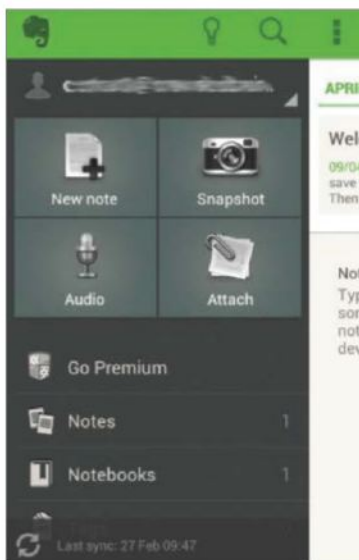 APRI
New note
Snapshot
Audio
Attach
Go Premium
Notes 1
Notebooks 1
Last sync: 27 Feb 09:47
Wel
09/04
save
Then
Not
Typ
sor
not
dev